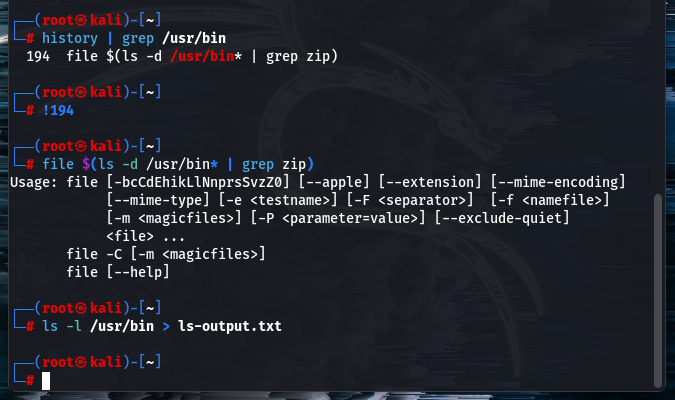 ┌──(root㉿kali)-[~]
└─# history | grep /usr/bin
  194  file $(ls -d /usr/bin* | grep zip)
┌──(root㉿kali)-[~]
└─# !194
┌──(root㉿kali)-[~]
└─# file $(ls -d /usr/bin* | grep zip)
Usage: file [-bcCdEhikLlNnprsSvzZ0] [--apple] [--extension] [--mime-encoding]
            [--mime-type] [-e <testname>] [-F <separator>]  [-f <namefile>]
            [-m <magicfiles>] [-P <parameter=value>] [--exclude-quiet]
            <file> ...
       file -C [-m <magicfiles>]
       file [--help]
┌──(root㉿kali)-[~]
└─# ls -l /usr/bin > ls-output.txt
┌──(root㉿kali)-[~]
└─#